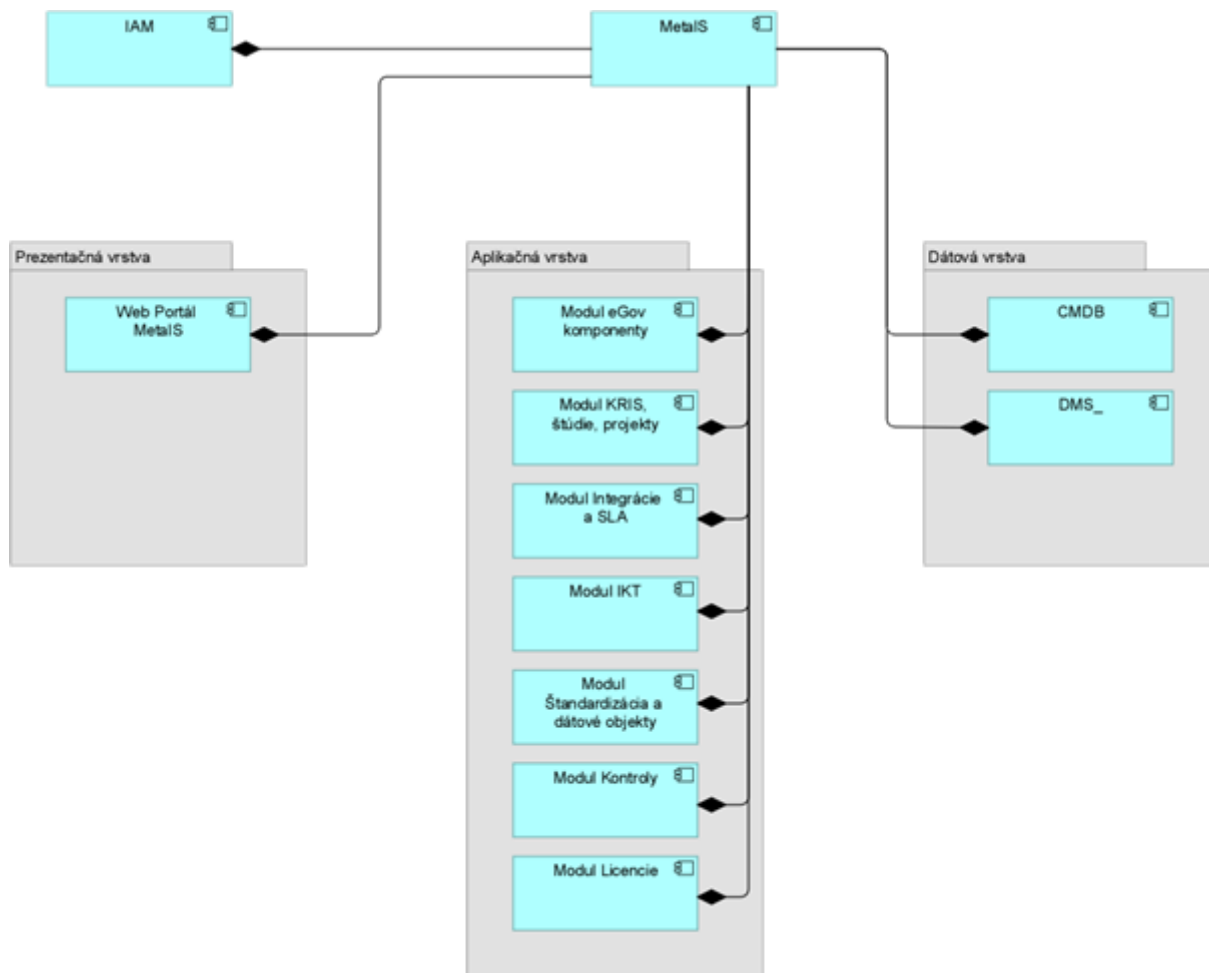 IAM
MetaIS
Prezentačná vrstva
Web Portál
MetaIS
Aplikačná vrstva
Modul eGov
komponenty
Modul KRIS,
štúdie, projekty
Modul Integrácie
a SLA
Modul IKT
Modul
Štandardizácia a
dátové objekty
Modul Kontroly
Modul Licencie
Dátová vrstva
CMDB
DMS_